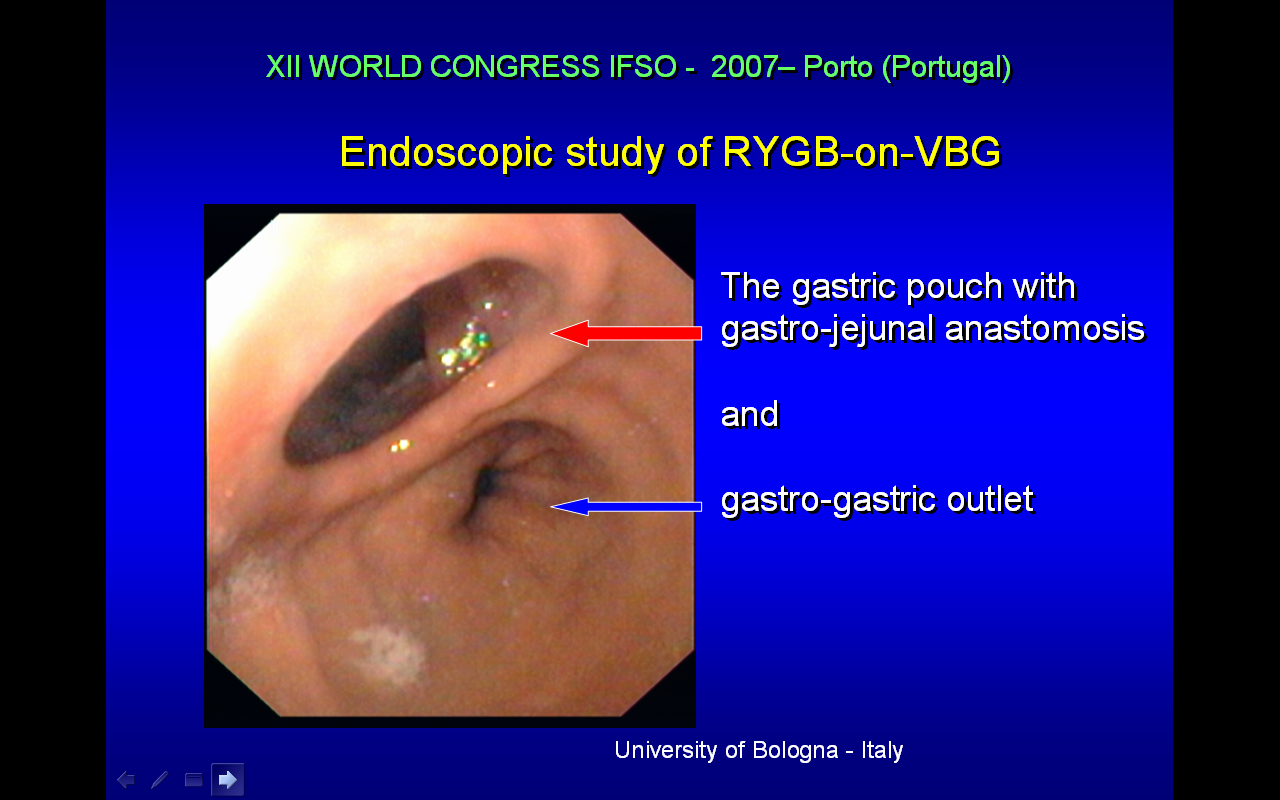 XII WORLD CONGRESS IFSO - 2007– Porto (Portugal)
Endoscopic study of RYGB-on-VBG
The gastric pouch with
gastro-jejunal anastomosis
and
gastro-gastric outlet
University of Bologna - Italy